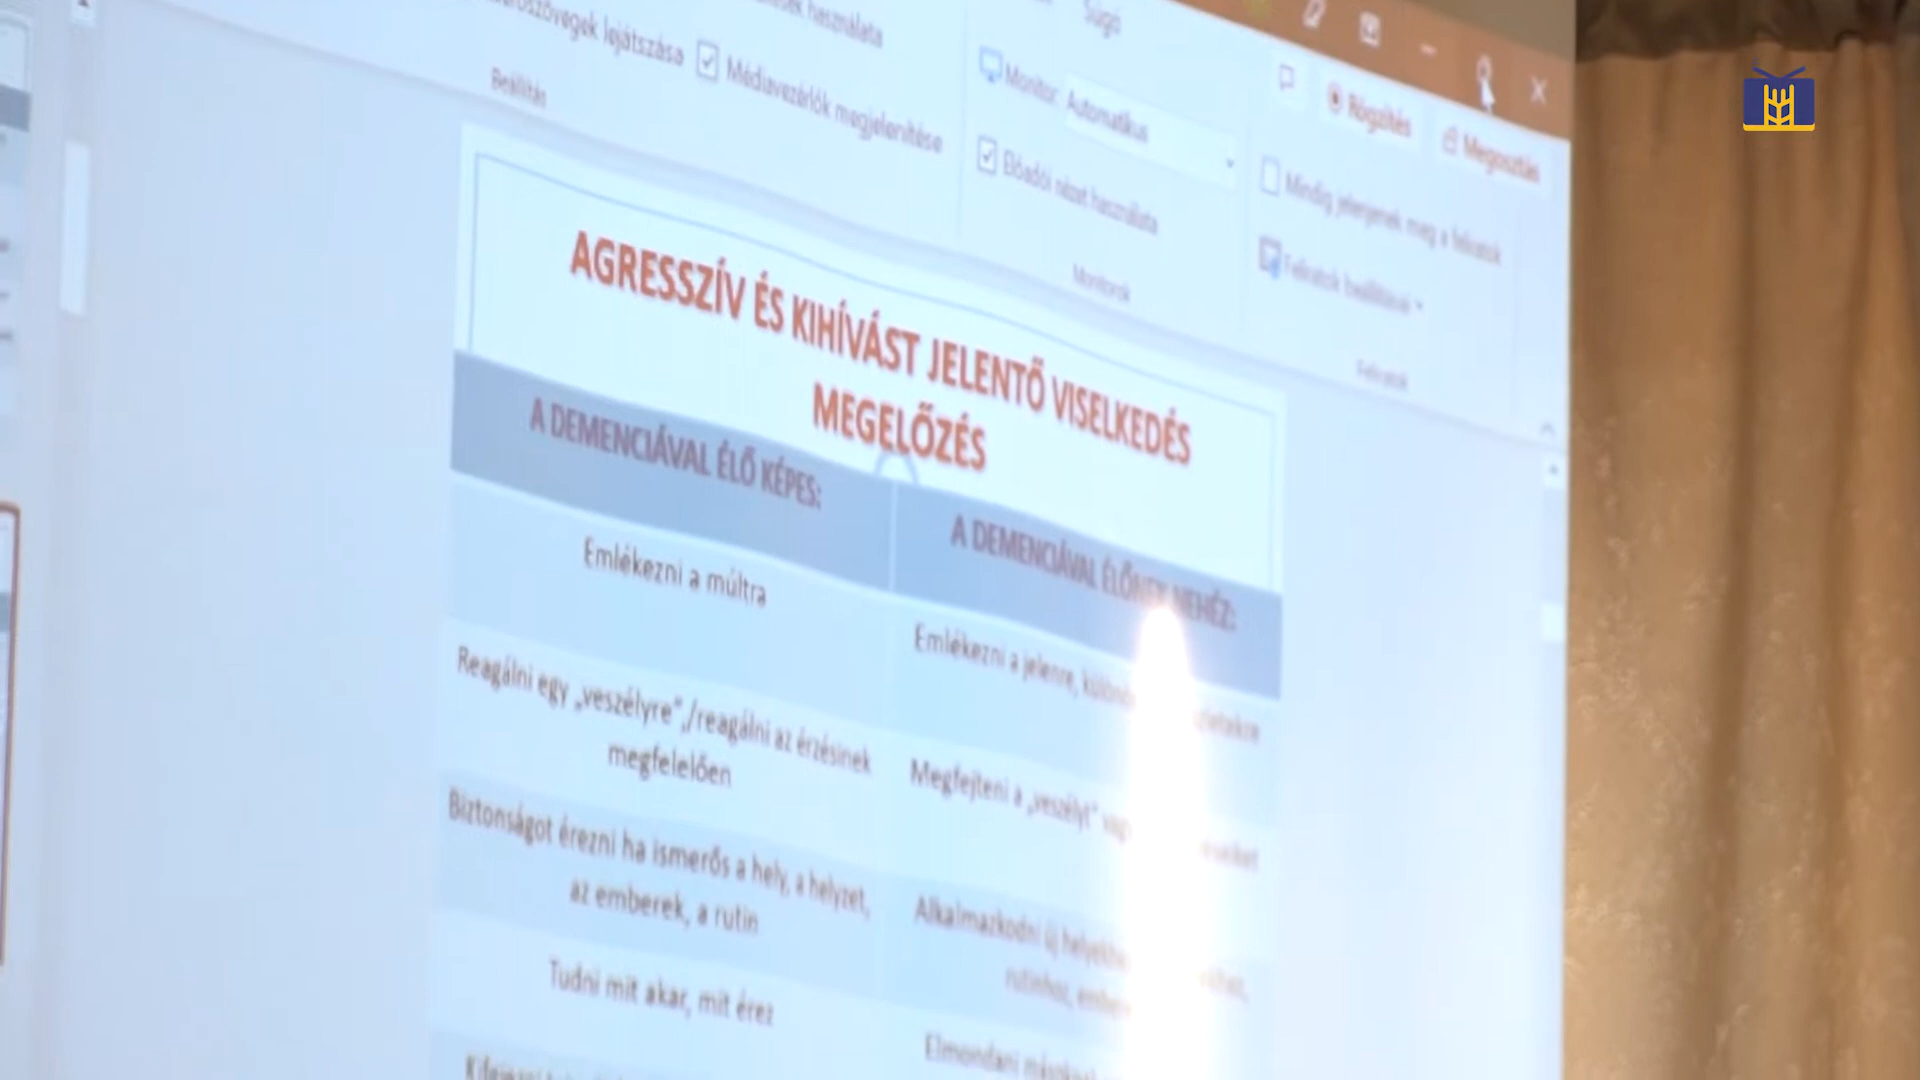 használata
lejátszása
Médiavezérlők megjelenítése
Beállítás
Súgó
Monitor: Automatikus
Előadói nézet használata
Monitorok
Rögzítés
Megosztás
Mindig jelenjenek meg a feliratok
Feliratok beállításai
Feliratok
AGRESSZÍV ÉS KIHÍVÁST JELENTŐ VISELKEDÉS
MEGELŐZÉS
A DEMENCIÁVAL ÉLŐ KÉPES:
A DEMENCIÁVAL ÉLŐNEK NEHÉZ:
Emlékezni a múltra
Emlékezni a jelenre,
Reagálni egy „veszélyre",/reagálni az érzésinek
megfelelően
Megfejteni a „veszélyt"
Biztonságot érezni ha ismerős a hely, a helyzet,
az emberek, a rutin
Alkalmazkodni új
Tudni mit akar, mit érez
Elmondani